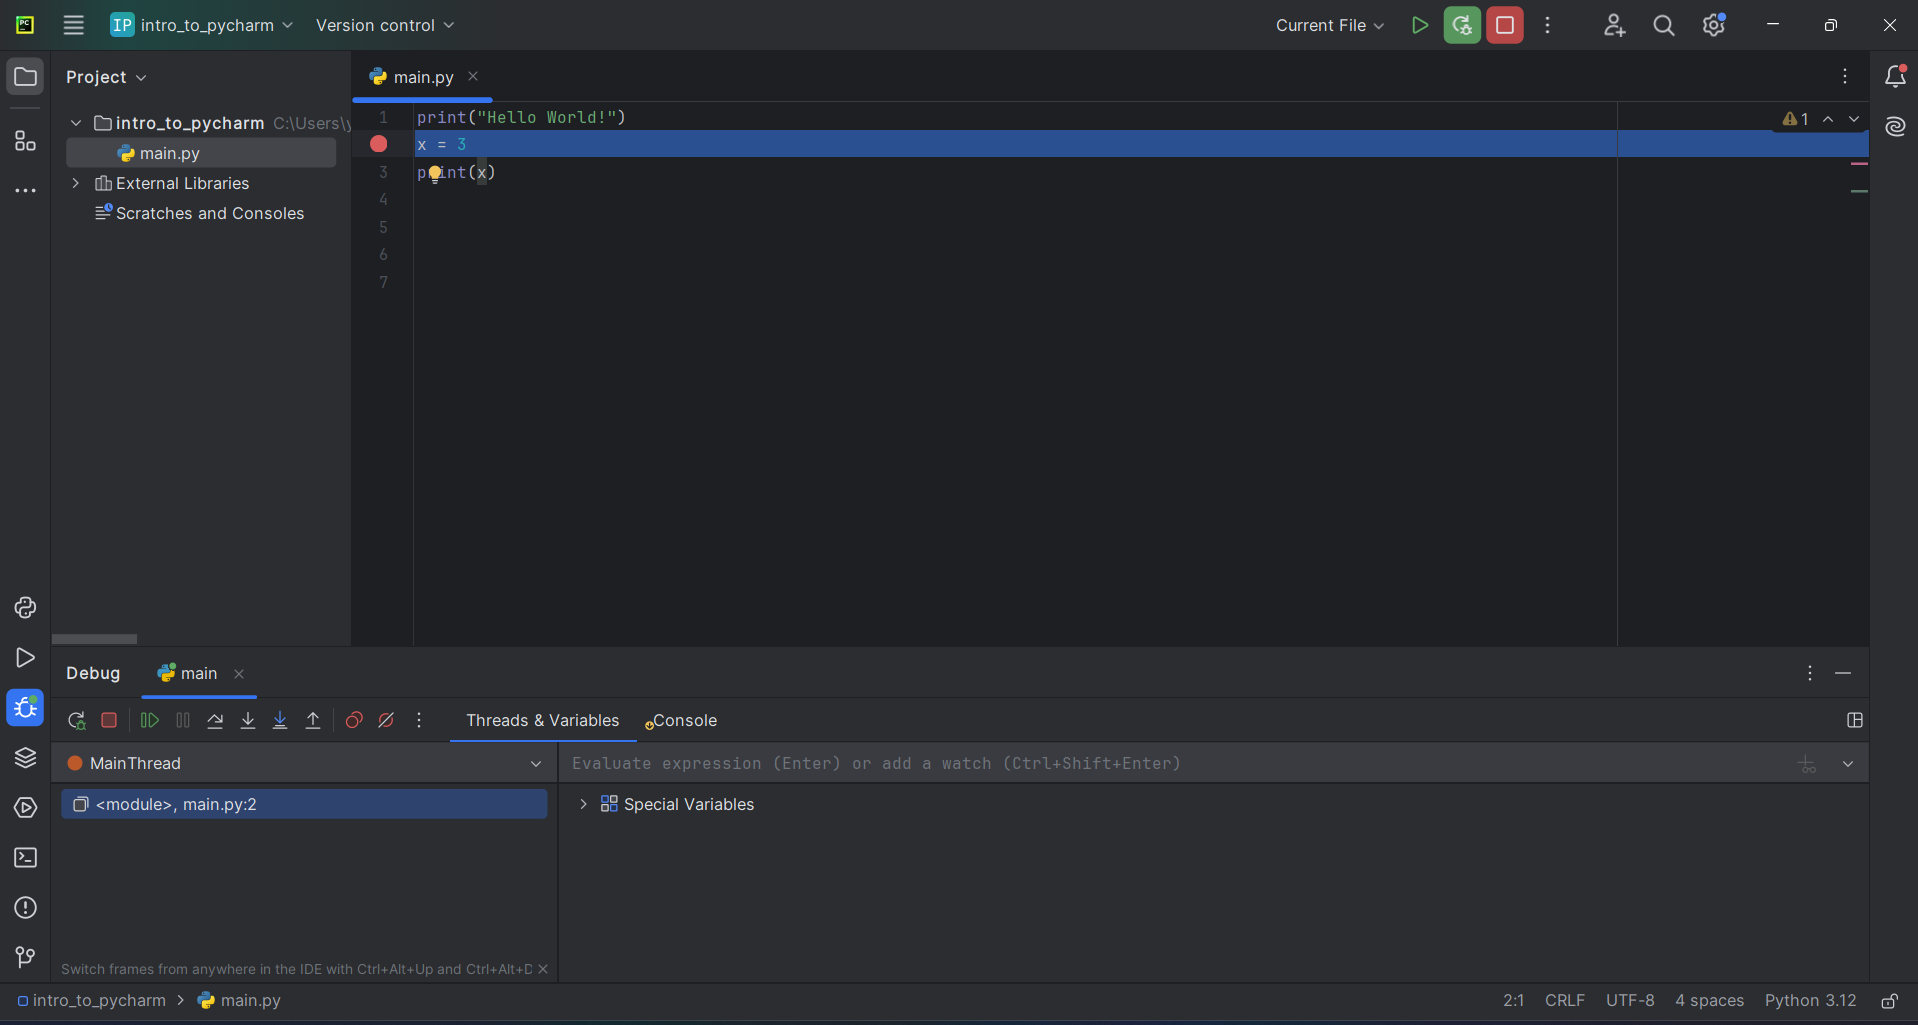 IP intro_to_pycharm Version control Current File
Project
main.py
intro_to_pycharm C:\Users\y
main.py
External Libraries
Scratches and Consoles
1 print("Hello World!")
x = 3
3 print(x)
4
5
6
7
1
Debug main
Threads & Variables Console
MainThread
Evaluate expression (Enter) or add a watch (Ctrl+Shift+Enter)
<module>, main.py:2
Special Variables
Switch frames from anywhere in the IDE with Ctrl+Alt+Up and Ctrl+Alt+D
intro_to_pycharm > main.py 2:1 CRLF UTF-8 4 spaces Python 3.12